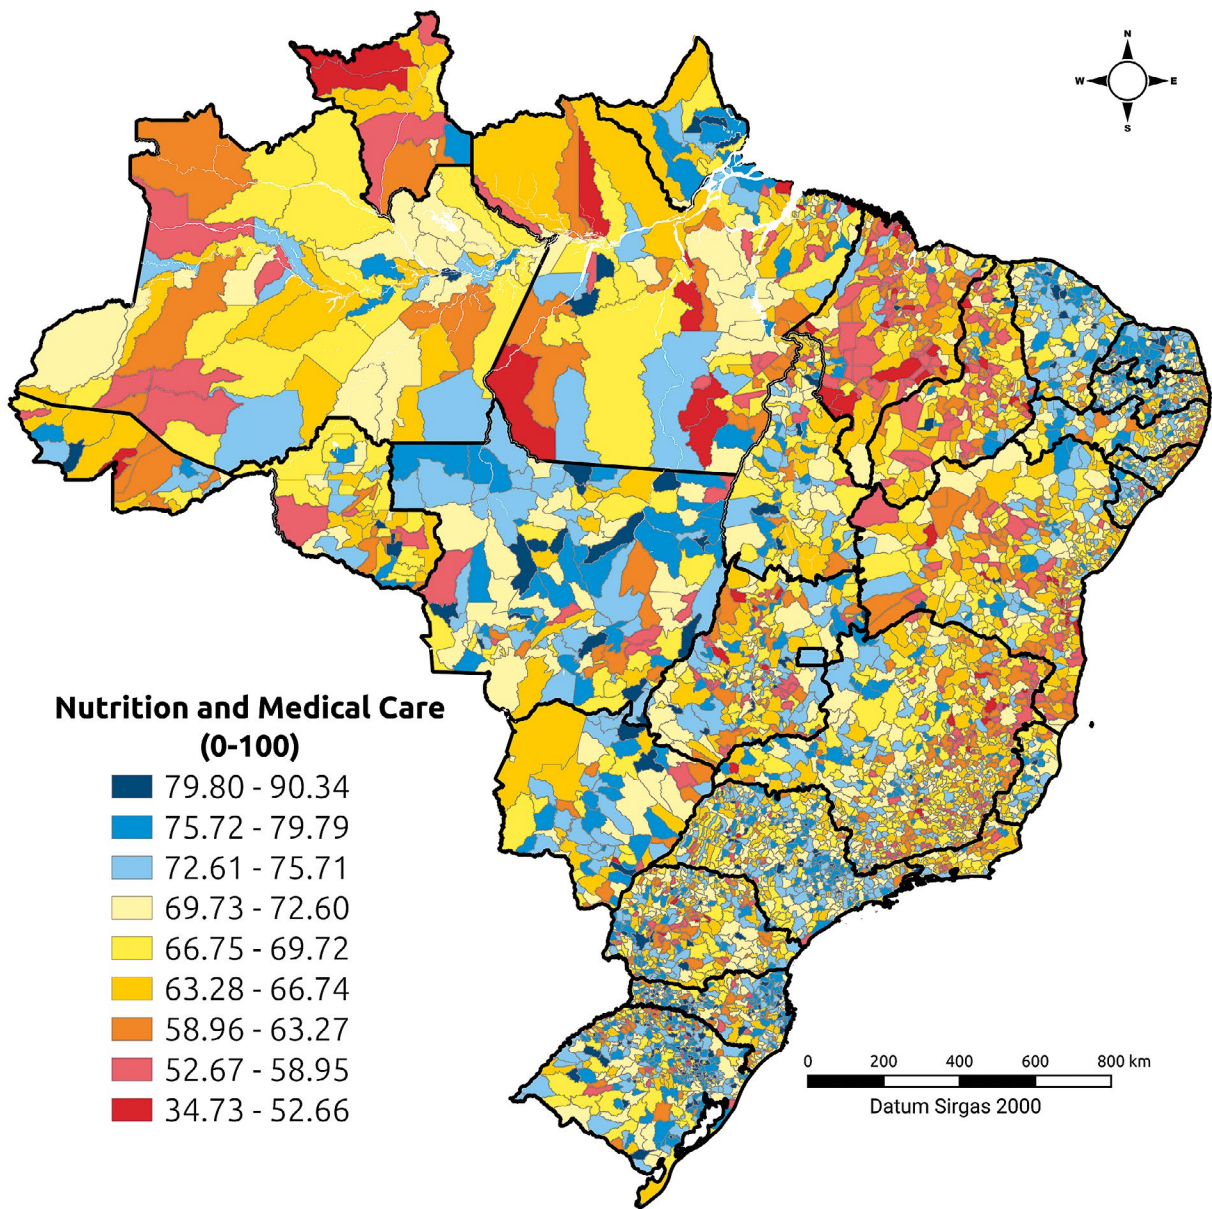 N
W E
S
Nutrition and Medical Care
(0-100)
79.80 - 90.34
75.72 - 79.79
72.61 - 75.71
69.73 - 72.60
66.75 - 69.72
63.28 - 66.74
58.96 - 63.27
52.67 - 58.95
34.73 - 52.66
0 200 400 600 800 km
Datum Sirgas 2000